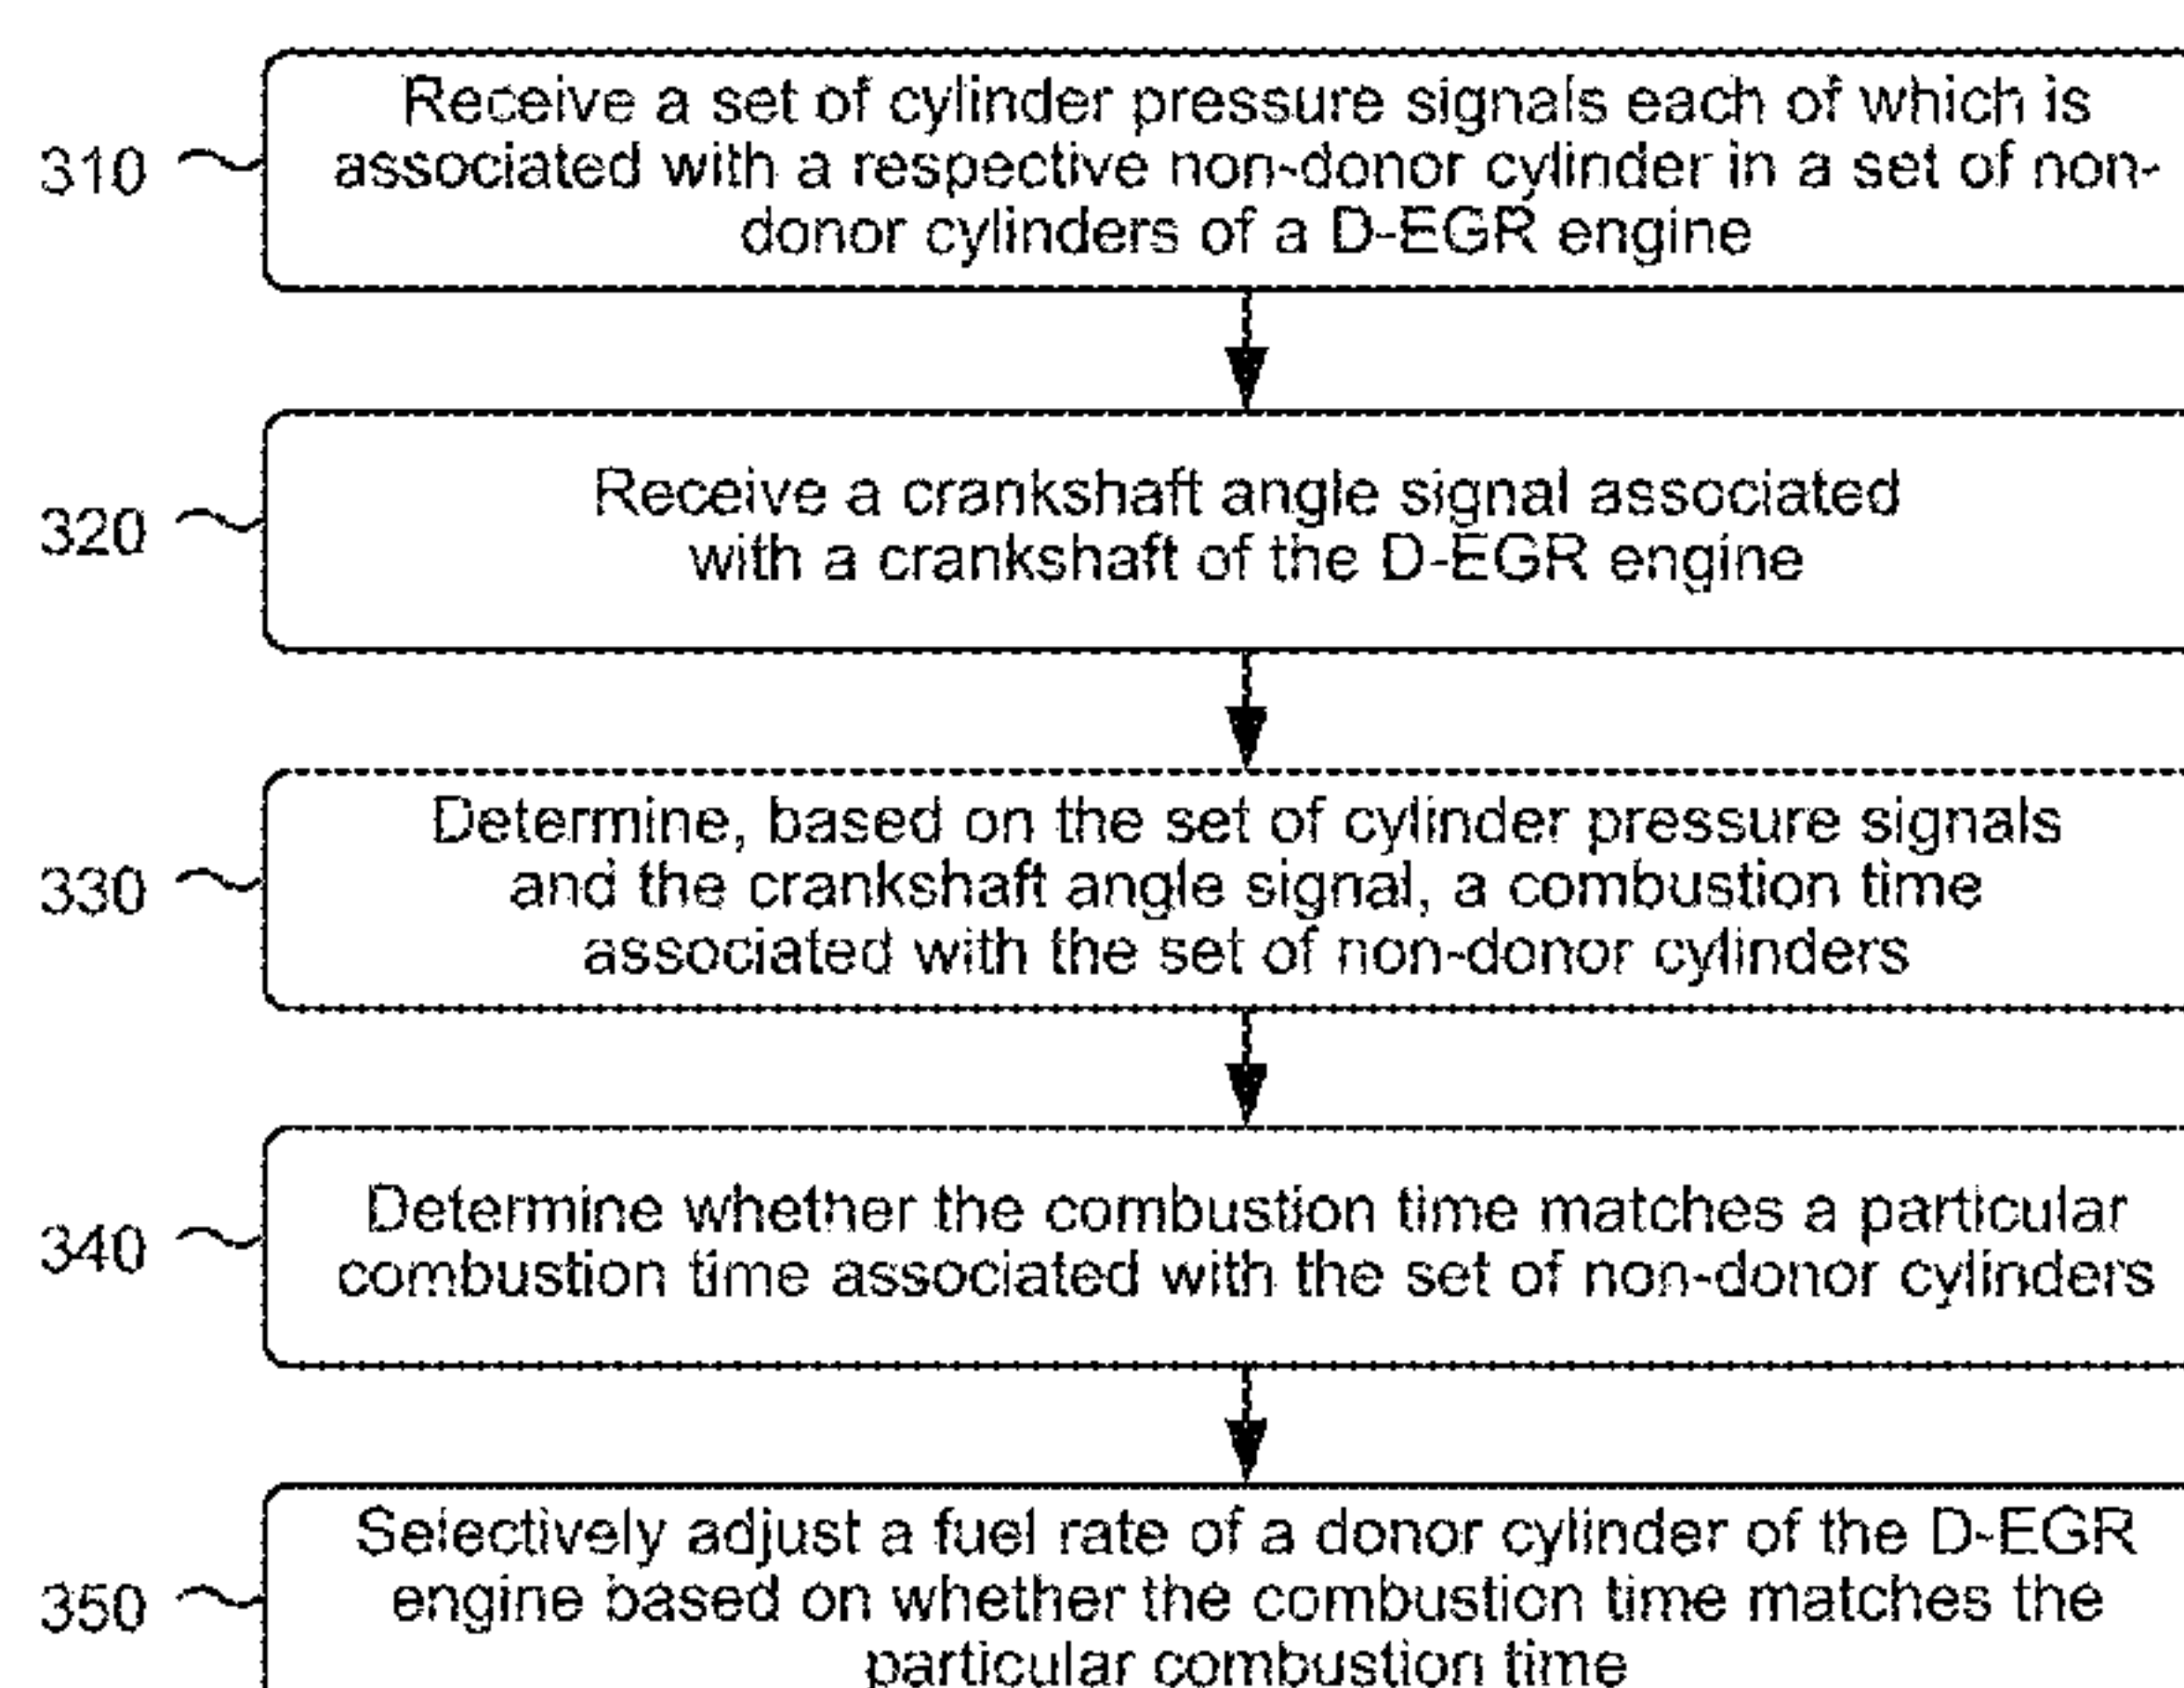 Receive a set of cylinder pressure signals each of which is
310
associated with a respective non-donor cylinder in a set of non-
donor cylinders of a D-EGR engine
Receive a crankshaft angle signal associated
320
with a crankshaft of the D-EGR engine
Determine, based on the set of cylinder pressure signals
330
and the crankshaft angle signal, a combustion time
associated with the set of non-donor cylinders
Determine whether the combustion time matches a particular
340
combustion time associated with the set of non-donor cylinders
Selectively adjust a fuel rate of a donor cylinder of the D-EGR
350
engine based on whether the combustion time matches the
particular combustion time